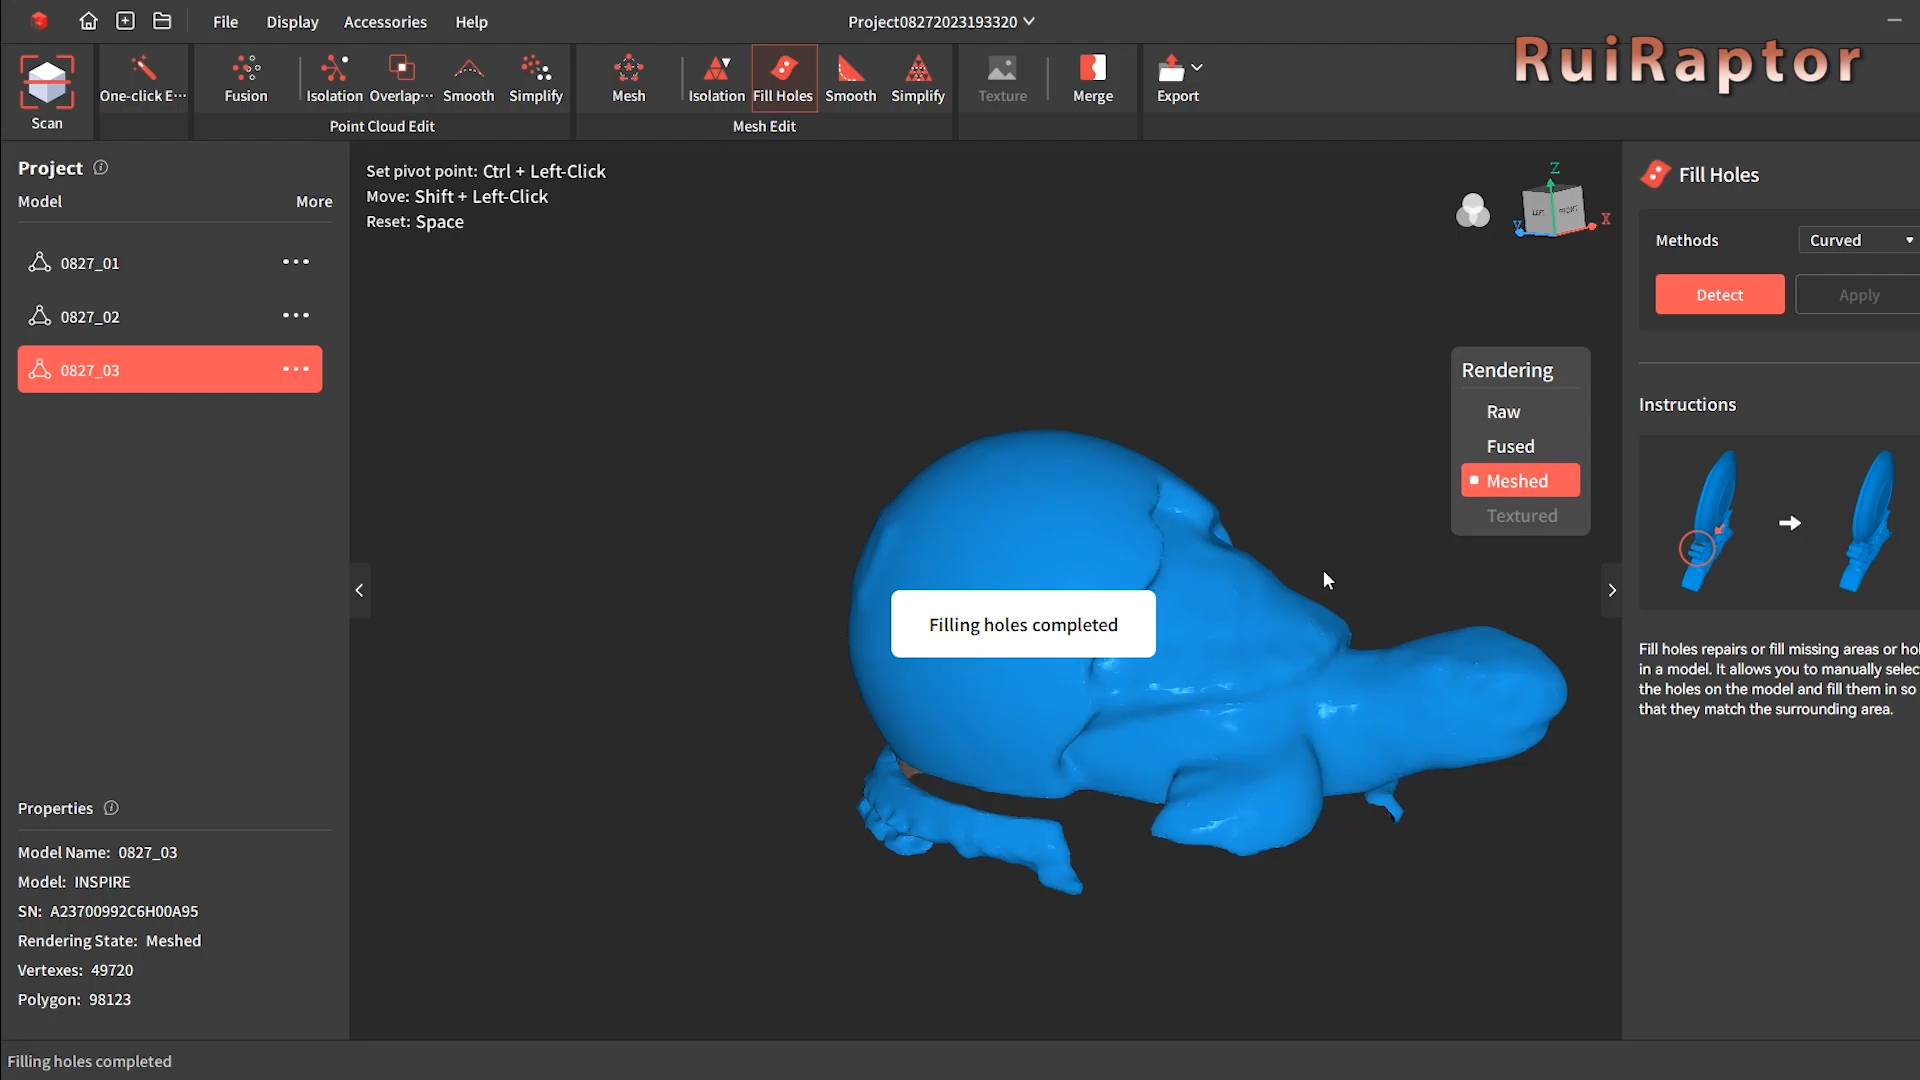 File Display Accessories Help
Project08272023193320
RuiRaptor
Scan
One-click E···
Fusion
Isolation Overlap··· Smooth Simplify
Point Cloud Edit
Mesh
Isolation Fill Holes Smooth Simplify
Mesh Edit
Texture
Merge
Export
Project
Model More
0827_01
0827_02
0827_03
Set pivot point: Ctrl + Left-Click
Move: Shift + Left-Click
Reset: Space
Z
LEFT FRONT
Y X
Rendering
Raw
Fused
Meshed
Textured
Filling holes completed
Fill Holes
Methods Curved
Detect Apply
Instructions
Fill holes repairs or fill missing areas or hol
in a model. It allows you to manually selec
the holes on the model and fill them in so
that they match the surrounding area.
Properties
Model Name: 0827_03
Model: INSPIRE
SN: A23700992C6H00A95
Rendering State: Meshed
Vertexes: 49720
Polygon: 98123
Filling holes completed